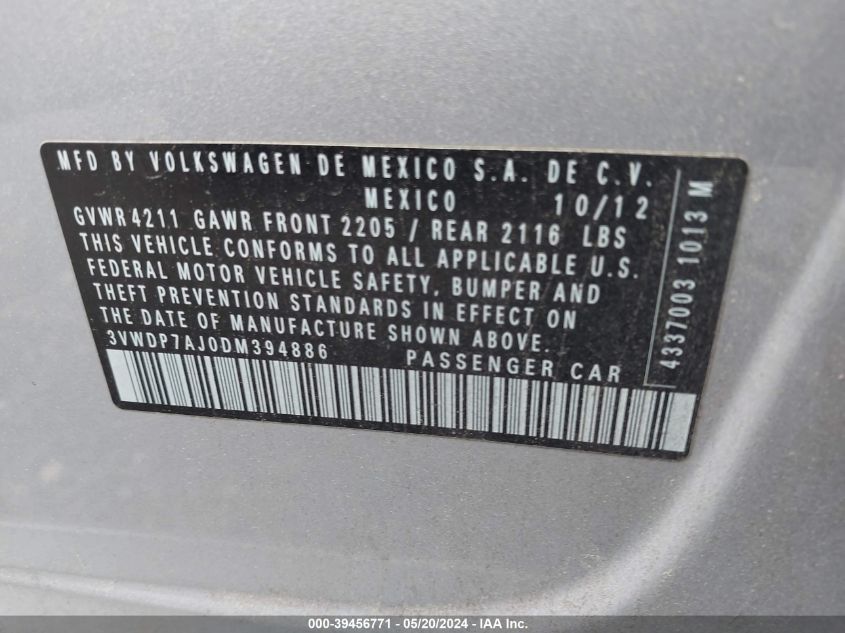 MFD BY VOLKSWAGEN DE MEXICO S.A. DE C.V.
MEXICO 10/12
GVWR 4211 GAWR FRONT 2205 / REAR 2116 LBS
THIS VEHICLE CONFORMS TO ALL APPLICABLE U.S.
FEDERAL MOTOR VEHICLE SAFETY, BUMPER AND
THEFT PREVENTION STANDARDS IN EFFECT ON
THE DATE OF MANUFACTURE SHOWN ABOVE.
3VWDP7AJ0DM394886 PASSENGER CAR
4337003 1013 M
000-39456771 - 05/20/2024 - IAA Inc.